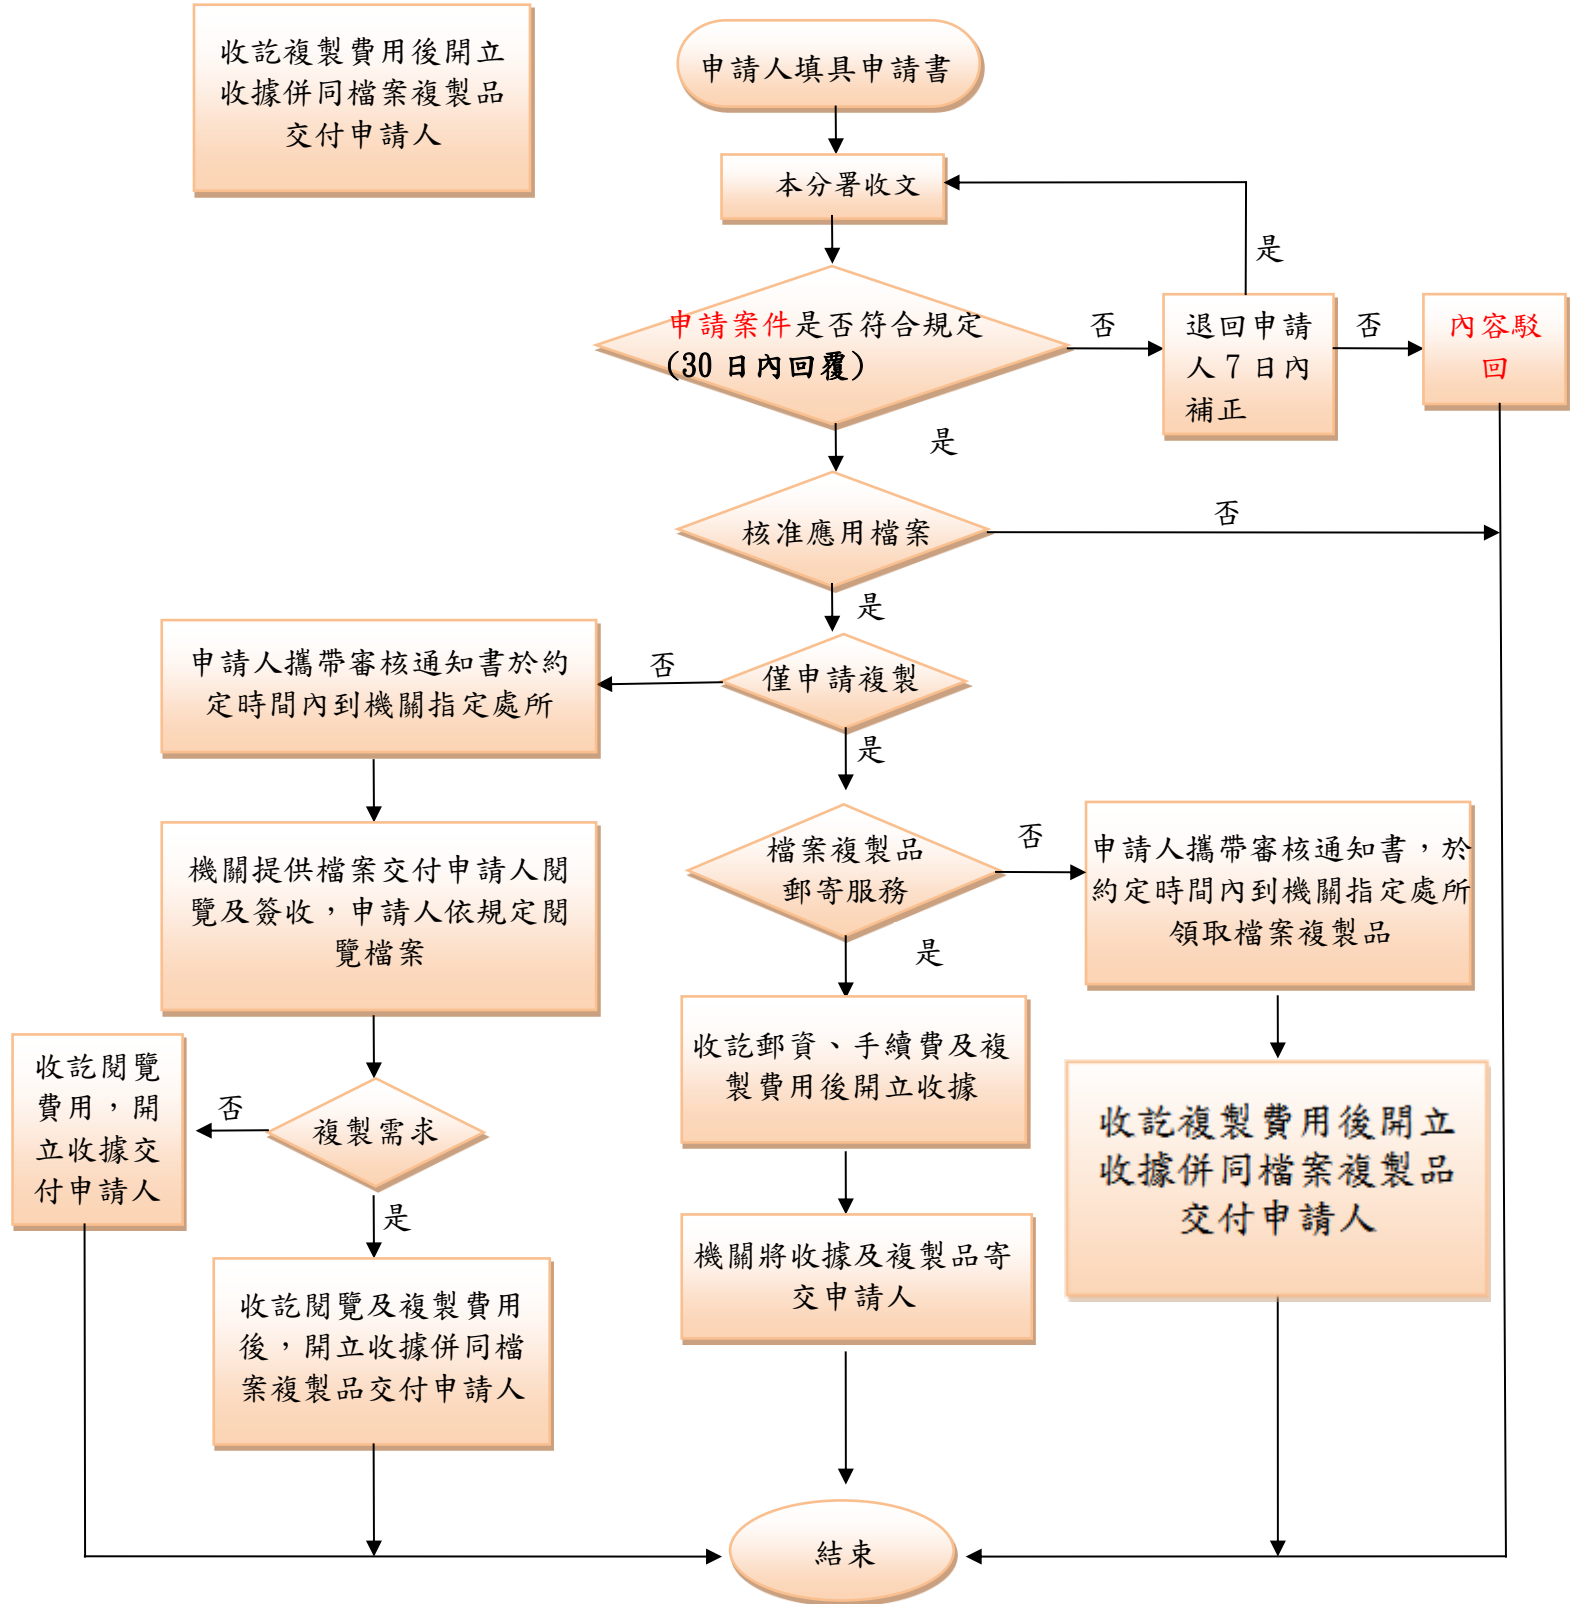 收訖複製費用後開立
收據併同檔案複製品
交付申請人
申請人填具申請書
本分署收文
是
申請案件是否符合規定
(30日內回覆)
否
退回申請
人7日內
補正
否
內容駁
回
是
核准應用檔案
否
是
僅申請複製
否
申請人攜帶審核通知書於約
定時間內到機關指定處所
是
機關提供檔案交付申請人閱
覽及簽收,申請人依規定閱
覽檔案
檔案複製品
郵寄服務
否
申請人攜帶審核通知書,於
約定時間內到機關指定處所
領取檔案複製品
是
收訖郵資、手續費及複
製費用後開立收據
收訖複製費用後開立
收據併同檔案複製品
交付申請人
收訖閱覽
費用,開
立收據交
付申請人
否
複製需求
是
機關將收據及複製品寄
交申請人
收訖閱覽及複製費用
後,開立收據併同檔
案複製品交付申請人
結束